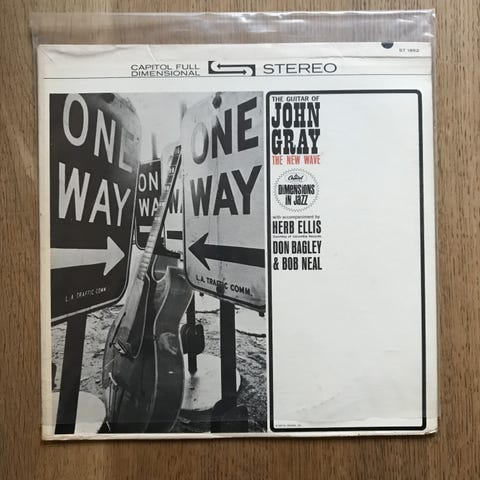 ST 1862
CAPITOL FULL
DIMENSIONAL
STEREO
THE GUITAR OF
JOHN
GRAY
THE NEW WAVE
Capitol
DIMENSIONS
IN JAZZ
with accompaniment by
HERB ELLIS
Courtesy of Columbia Records
DON BAGLEY
& BOB NEAL
ONE
WAY
L.A. TRAFFIC COMM
ON
WA
ONE
WAY
L.A. TRAFFIC COMM.